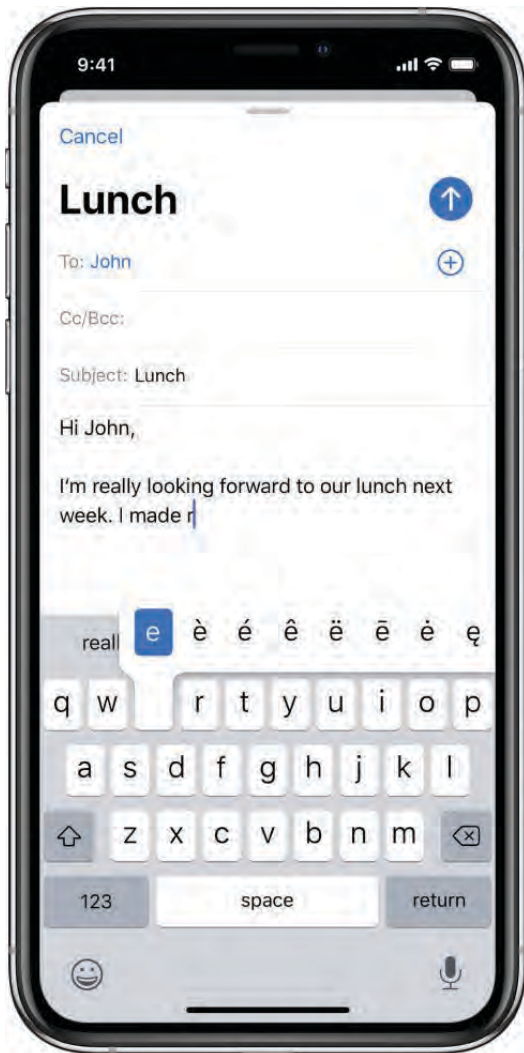 9:41
Cancel
Lunch
To: John
Cc/Bcc:
Subject: Lunch
Hi John,
I'm really looking forward to our lunch next
week. I made r
reall
e è é ê ë ē ė ę
q w r t y u i o p
a s d f g h j k l
z x c v b n m
123 space return